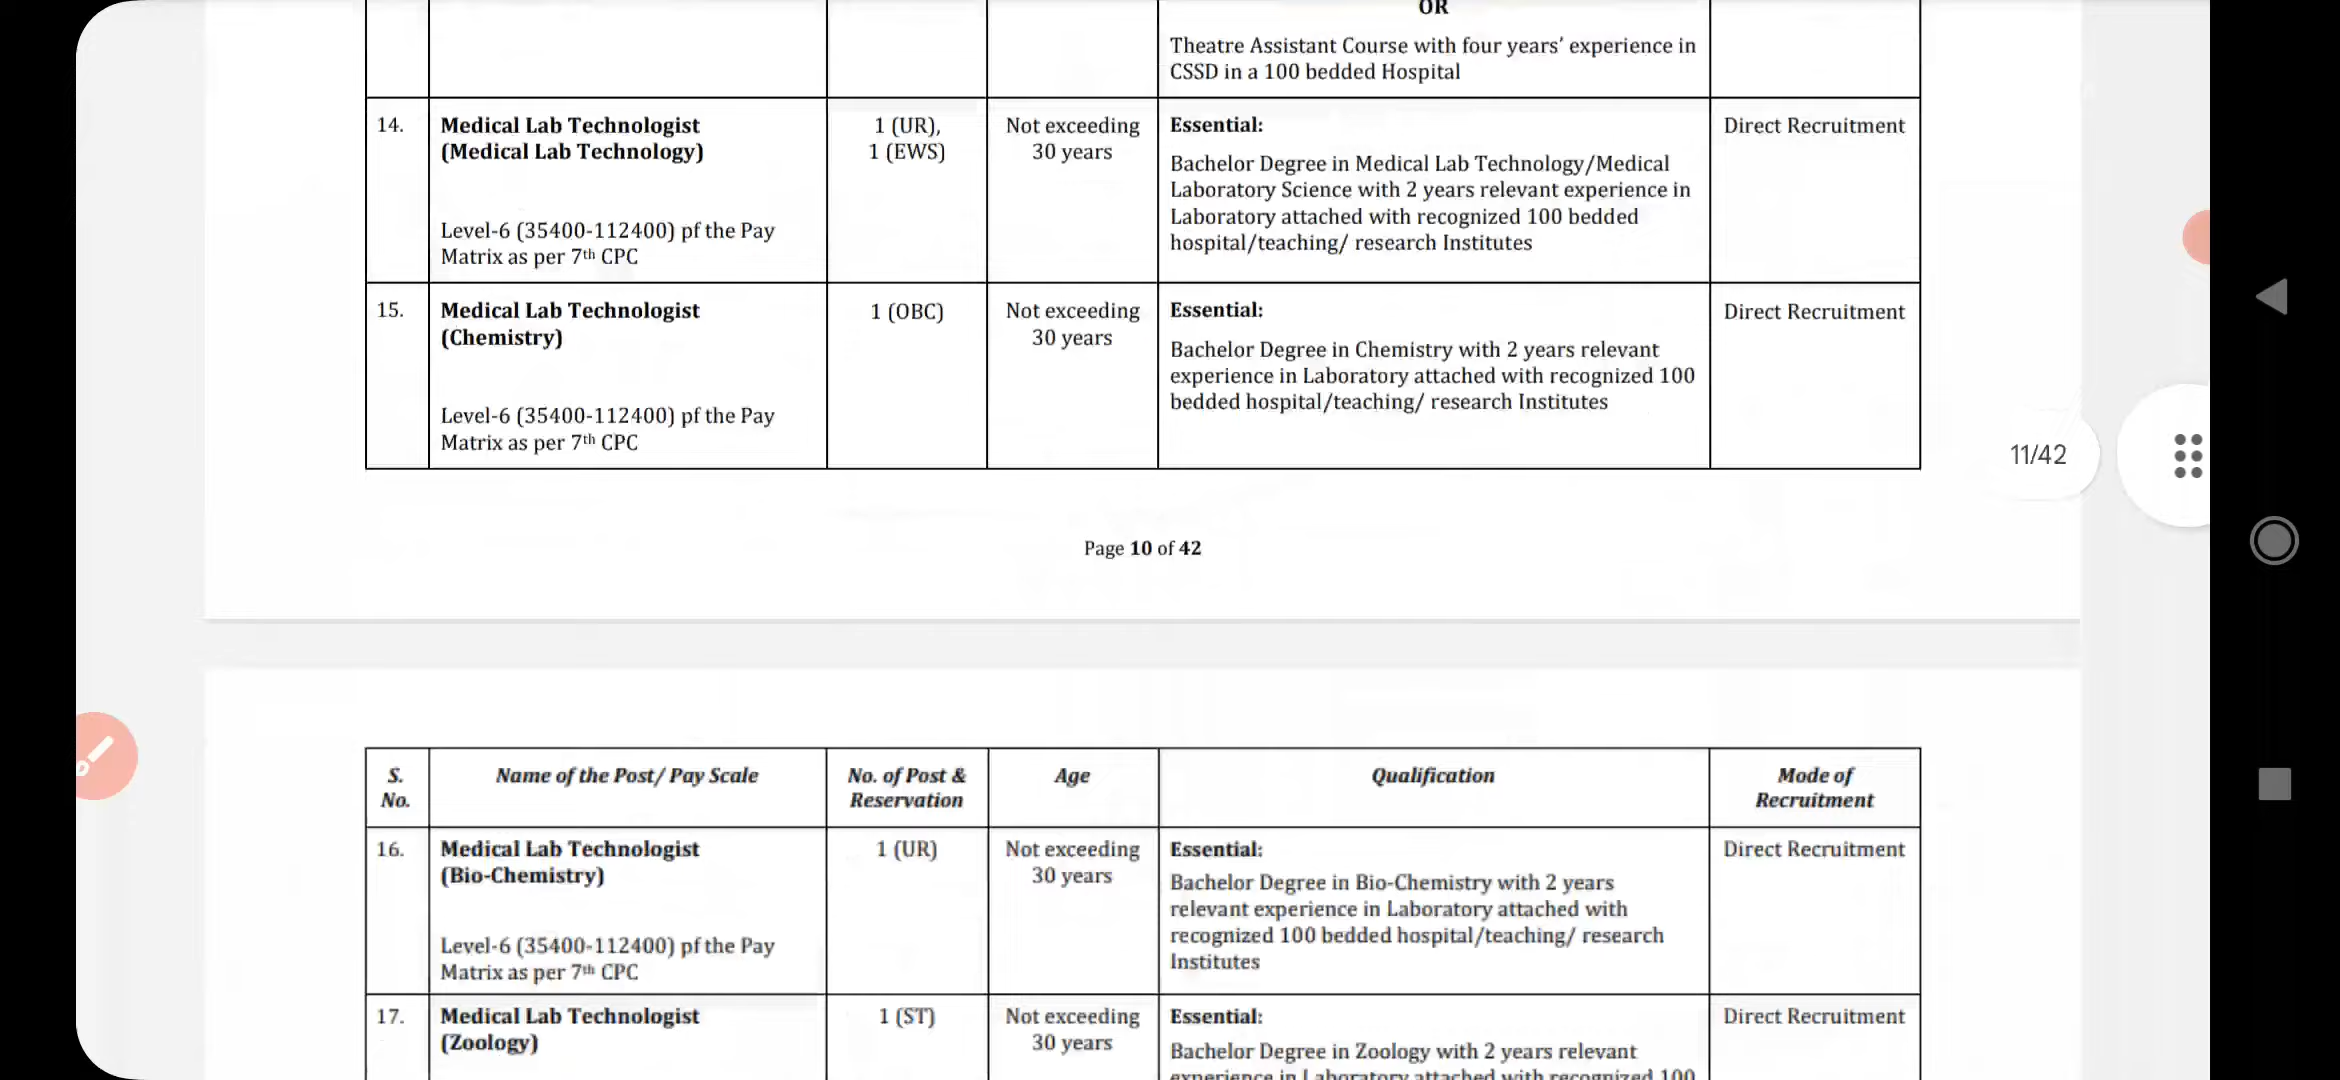 OR
Theatre Assistant Course with four years’ experience in
CSSD in a 100 bedded Hospital
14.
Medical Lab Technologist
(Medical Lab Technology)
Level-6 (35400-112400) pf the Pay
Matrix as per 7th CPC
1 (UR),
1 (EWS)
Not exceeding
30 years
Essential:
Bachelor Degree in Medical Lab Technology/Medical
Laboratory Science with 2 years relevant experience in
Laboratory attached with recognized 100 bedded
hospital/teaching/ research Institutes
Direct Recruitment
15.
Medical Lab Technologist
(Chemistry)
Level-6 (35400-112400) pf the Pay
Matrix as per 7th CPC
1 (OBC)
Not exceeding
30 years
Essential:
Bachelor Degree in Chemistry with 2 years relevant
experience in Laboratory attached with recognized 100
bedded hospital/teaching/ research Institutes
Direct Recruitment
11/42
Page 10 of 42
S.
No.
Name of the Post/ Pay Scale
No. of Post &
Reservation
Age
Qualification
Mode of
Recruitment
16.
Medical Lab Technologist
(Bio-Chemistry)
Level-6 (35400-112400) pf the Pay
Matrix as per 7th CPC
1 (UR)
Not exceeding
30 years
Essential:
Bachelor Degree in Bio-Chemistry with 2 years
relevant experience in Laboratory attached with
recognized 100 bedded hospital/teaching/ research
Institutes
Direct Recruitment
17.
Medical Lab Technologist
(Zoology)
1 (ST)
Not exceeding
30 years
Essential:
Bachelor Degree in Zoology with 2 years relevant
experience in Laboratory attached with recognized 100
Direct Recruitment